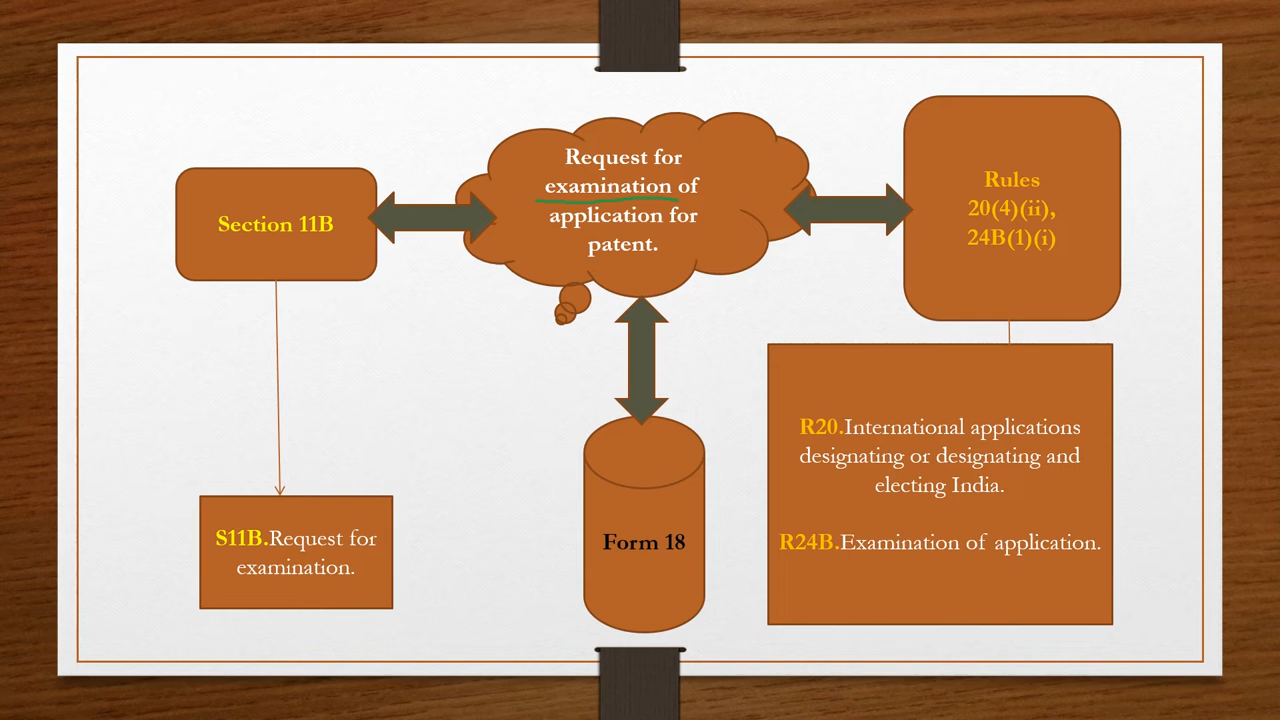 Request for
examination of
application for
patent.
Section 11B
Rules
20(4)(ii),
24B(1)(i)
S11B.Request for
examination.
Form 18
R20.International applications
designating or designating and
electing India.
R24B.Examination of application.